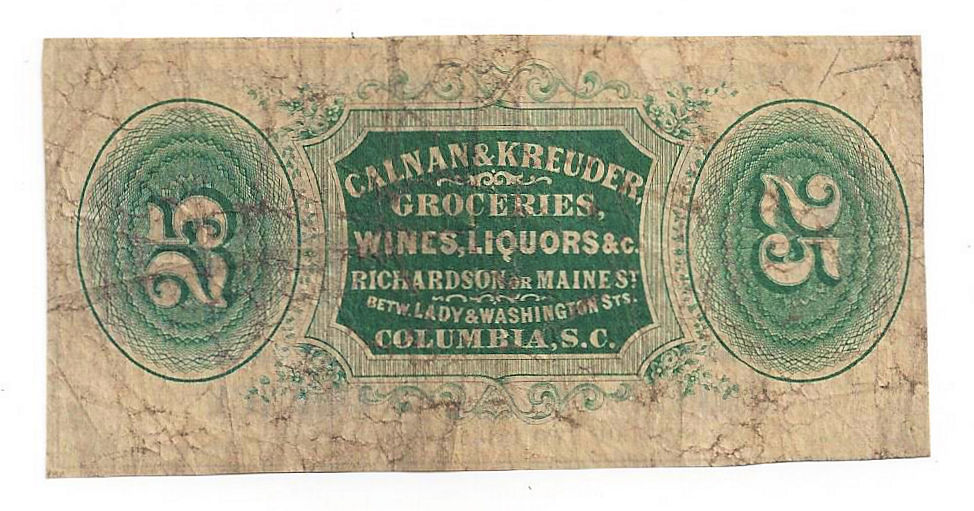 25
CALNAN & KREUDER,
GROCERIES,
WINES, LIQUORS & C.
RICHARDSON OR MAINE ST
BETW. LADY & WASHINGTON STS.
COLUMBIA, S.C.
25